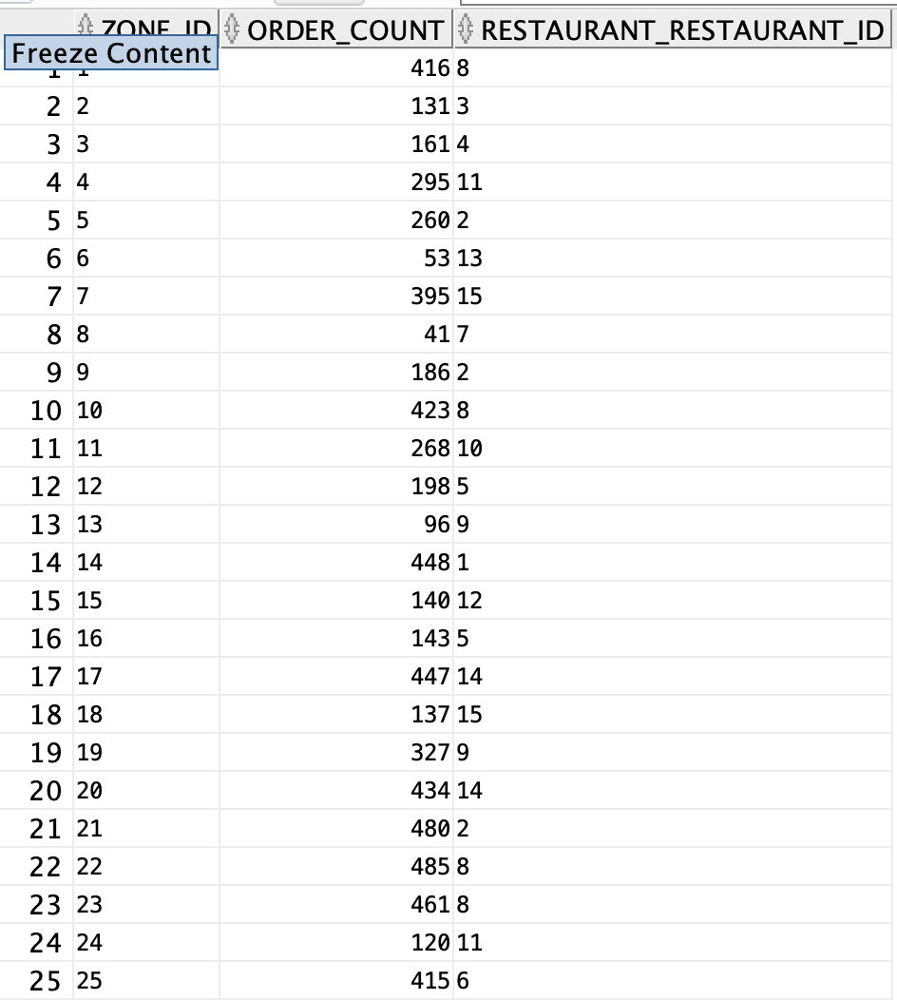 ZONE_ID ORDER_COUNT RESTAURANT_RESTAURANT_ID
Freeze Content
1 1 416 8
2 2 131 3
3 3 161 4
4 4 295 11
5 5 260 2
6 6 53 13
7 7 395 15
8 8 41 7
9 9 186 2
10 10 423 8
11 11 268 10
12 12 198 5
13 13 96 9
14 14 448 1
15 15 140 12
16 16 143 5
17 17 447 14
18 18 137 15
19 19 327 9
20 20 434 14
21 21 480 2
22 22 485 8
23 23 461 8
24 24 120 11
25 25 415 6